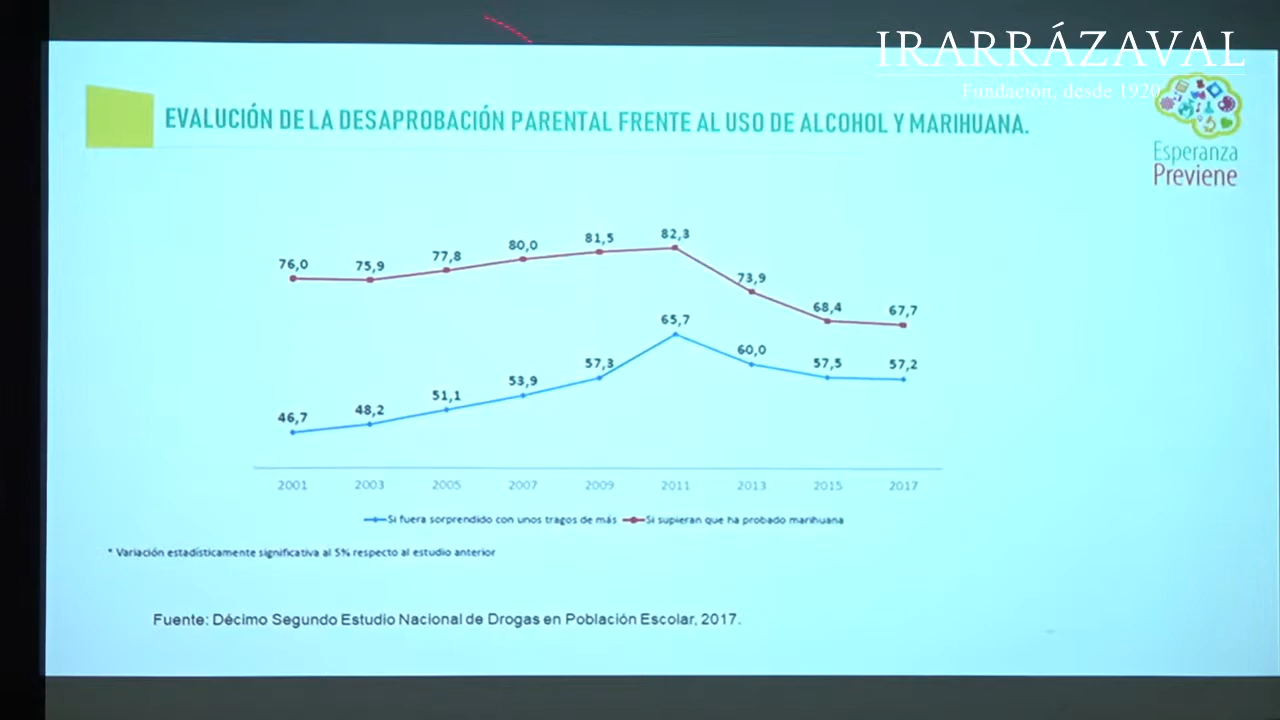 IRARRÁZAVAL
Fundación, desde 1920
EVALUCIÓN DE LA DESAPROBACIÓN PARENTAL FRENTE AL USO DE ALCOHOL Y MARIHUANA.
Esperanza
Previene
76,0 75,9 77,8 80,0 81,5 82,3 73,9 68,4 67,7
46,7 48,2 51,1 53,9 57,3 65,7 60,0 57,5 57,2
2001 2003 2005 2007 2009 2011 2013 2015 2017
Si fuera sorprendido con unos tragos de más Si supieran que ha probado marihuana
* Variación estadísticamente significativa al 5% respecto al estudio anterior
Fuente: Décimo Segundo Estudio Nacional de Drogas en Población Escolar, 2017.